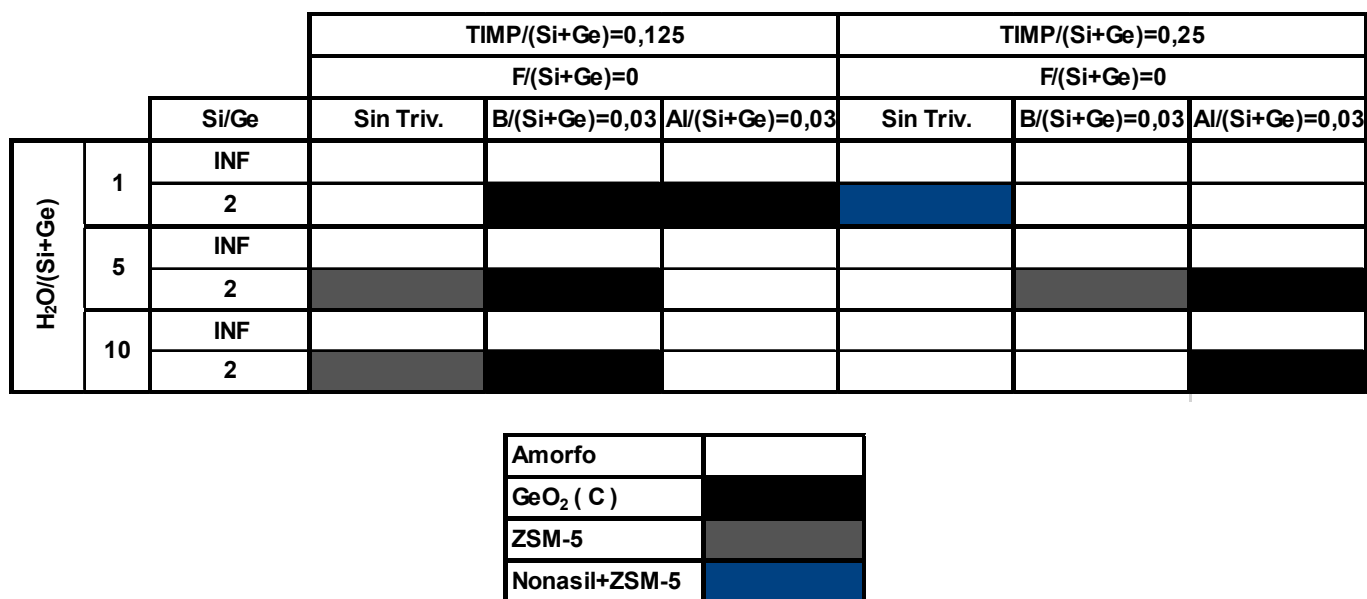 TIMP/(Si+Ge)=0,125 TIMP/(Si+Ge)=0,25
F/(Si+Ge)=0 F/(Si+Ge)=0
Si/Ge Sin Triv. B/(Si+Ge)=0,03 Al/(Si+Ge)=0,03 Sin Triv. B/(Si+Ge)=0,03 Al/(Si+Ge)=0,03
H₂O/(Si+Ge)
1
INF
2
5
INF
2
10
INF
2
Amorfo
GeO₂ ( C )
ZSM-5
Nonasil+ZSM-5